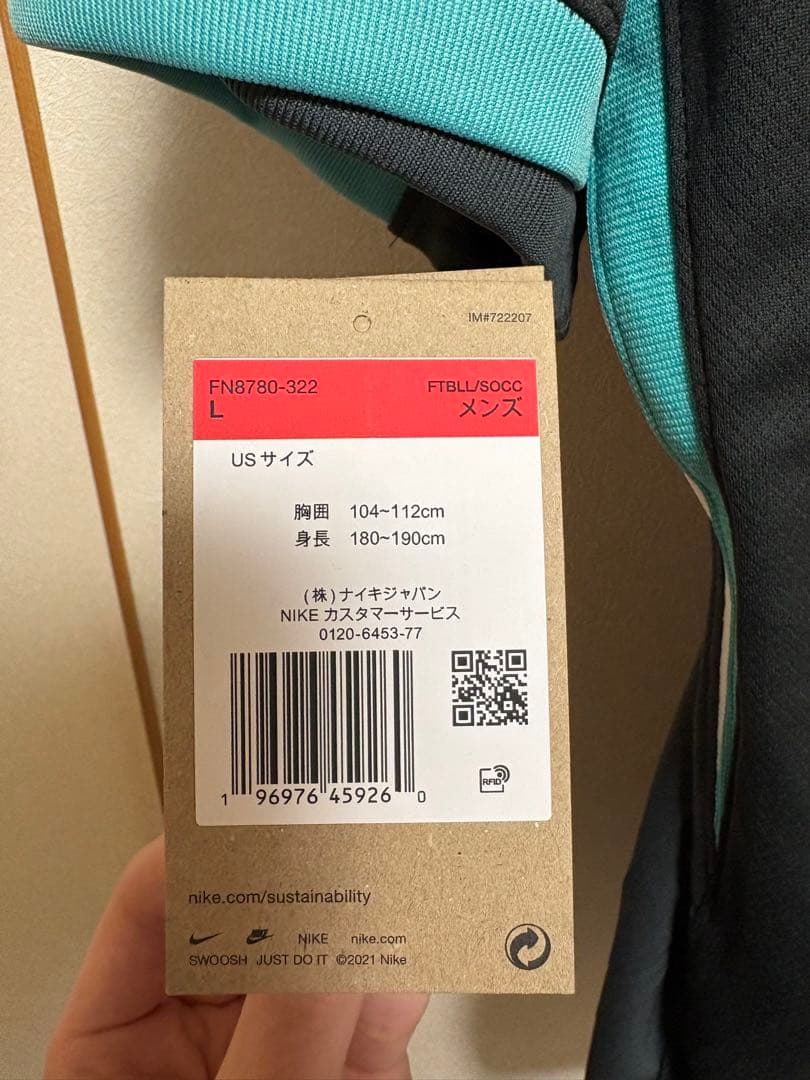 IM#722207
FN8780-322 FTBLL/SOCC
L メンズ
US サイズ
胸囲 104~112cm
身長 180~190cm
(株)ナイキジャパン
NIKE カスタマーサービス
0120-6453-77
RFID
1 96976 45926 0
nike.com/sustainability
NIKE nike.com
SWOOSH JUST DO IT ©2021 Nike